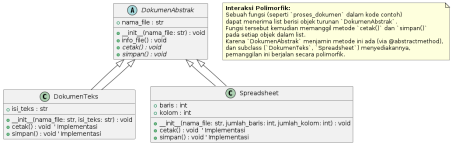 A DokumenAbstrak
nama_file : str
__init__(nama_file: str) : void
info_file() : void
cetak() : void
simpan() : void
Interaksi Polimorfik:
Sebuah fungsi (seperti `proses_dokumen` dalam kode contoh)
dapat menerima list berisi objek turunan `DokumenAbstrak`.
Fungsi tersebut kemudian memanggil metode `cetak()` dan `simpan()`
pada setiap objek dalam list.
Karena `DokumenAbstrak` menjamin metode ini ada (via @abstractmethod),
dan subclass (`DokumenTeks`, `Spreadsheet`) menyediakannya,
pemanggilan ini berjalan secara polimorfik.
C DokumenTeks
isi_teks : str
__init__(nama_file: str, isi_teks: str) : void
cetak() : void ' Implementasi
simpan() : void ' Implementasi
C Spreadsheet
baris : int
kolom : int
__init__(nama_file: str, jumlah_baris: int, jumlah_kolom: int) : void
cetak() : void ' Implementasi
simpan() : void ' Implementasi